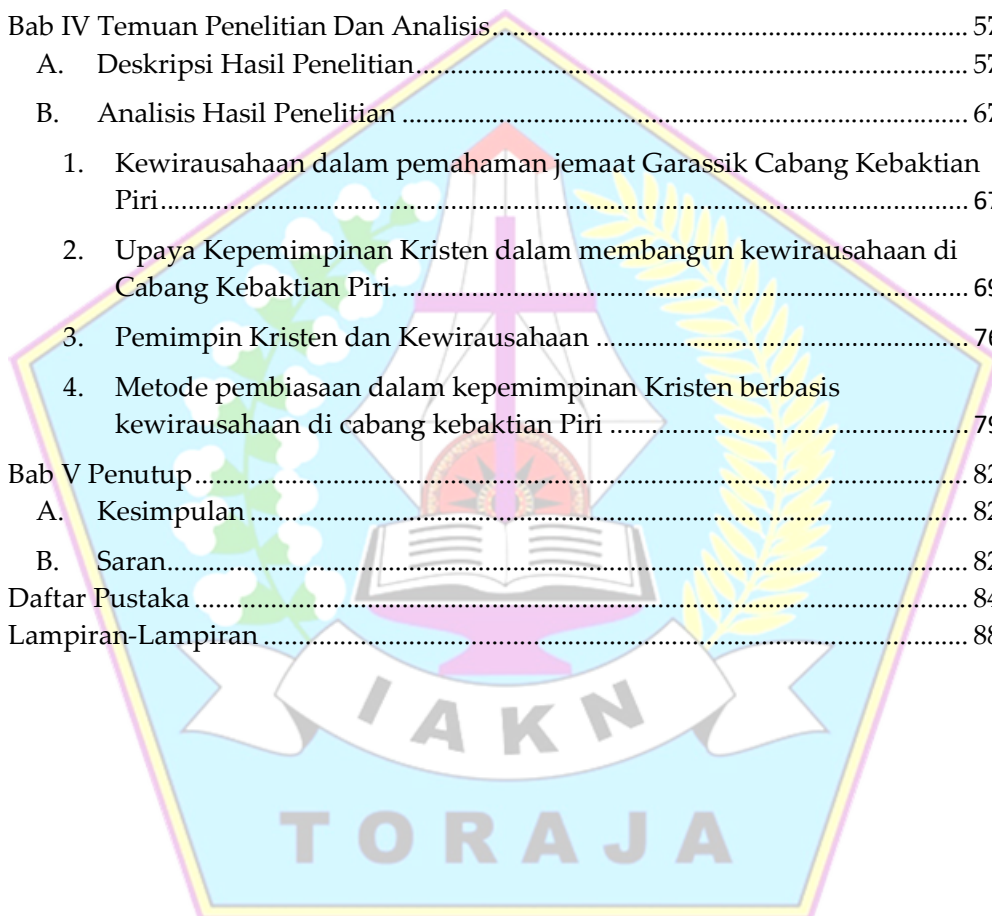 Bab IV Temuan Penelitian Dan Analisis.................................................................................. 57
A. Deskripsi Hasil Penelitian................................................................................................ 57
B. Analisis Hasil Penelitian .................................................................................................. 67
1. Kewirausahaan dalam pemahaman jemaat Garassik Cabang Kebaktian
Piri............................................................................................................................................ 67
2. Upaya Kepemimpinan Kristen dalam membangun kewirausahaan di
Cabang Kebaktian Piri. .................................................................................................. 69
3. Pemimpin Kristen dan Kewirausahaan ................................................................ 76
4. Metode pembiasaan dalam kepemimpinan Kristen berbasis
kewirausahaan di cabang kebaktian Piri .............................................................. 79
Bab V Penutup...................................................................................................................................... 82
A. Kesimpulan ............................................................................................................................ 82
B. Saran.......................................................................................................................................... 82
Daftar Pustaka ...................................................................................................................................... 84
Lampiran-Lampiran .......................................................................................................................... 88
IAKN
TORAJA